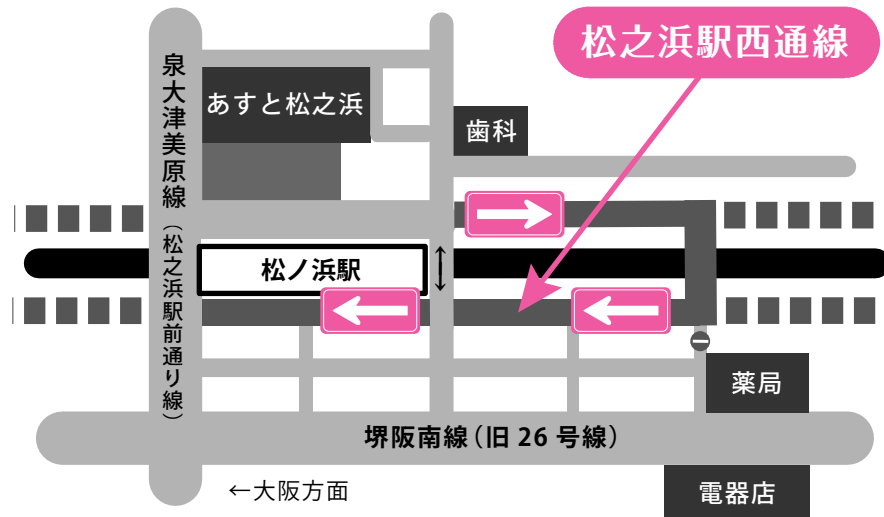 松之浜駅西通線
泉大津美原線（松之浜駅前通り線）
あすと松之浜
歯科
松ノ浜駅
薬局
堺阪南線（旧 26 号線）
←大阪方面
電器店